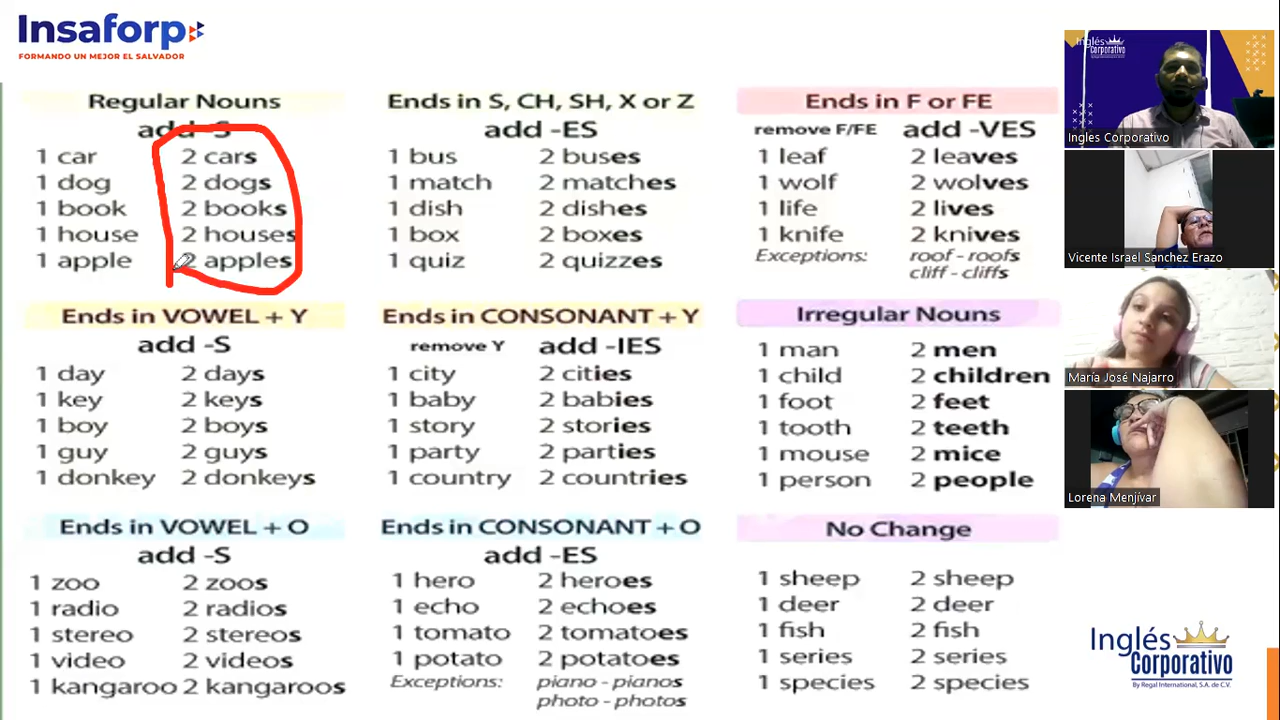 Insaforp
FORMANDO UN MEJOR EL SALVADOR
Regular Nouns
add -S
1 car 2 cars
1 dog 2 dogs
1 book 2 books
1 house 2 houses
1 apple 2 apples
Ends in S, CH, SH, X or Z
add -ES
1 bus 2 buses
1 match 2 matches
1 dish 2 dishes
1 box 2 boxes
1 quiz 2 quizzes
Ends in F or FE
remove F/FE add -VES
1 leaf 2 leaves
1 wolf 2 wolves
1 life 2 lives
1 knife 2 knives
Exceptions: roof - roofs
cliff - cliffs
Ends in VOWEL + Y
add -S
1 day 2 days
1 key 2 keys
1 boy 2 boys
1 guy 2 guys
1 donkey 2 donkeys
Ends in CONSONANT + Y
remove Y add -IES
1 city 2 cities
1 baby 2 babies
1 story 2 stories
1 party 2 parties
1 country 2 countries
Irregular Nouns
1 man 2 men
1 child 2 children
1 foot 2 feet
1 tooth 2 teeth
1 mouse 2 mice
1 person 2 people
Ends in VOWEL + O
add -S
1 zoo 2 zoos
1 radio 2 radios
1 stereo 2 stereos
1 video 2 videos
1 kangaroo 2 kangaroos
Ends in CONSONANT + O
add -ES
1 hero 2 heroes
1 echo 2 echoes
1 tomato 2 tomatoes
1 potato 2 potatoes
Exceptions: piano - pianos
photo - photos
No Change
1 sheep 2 sheep
1 deer 2 deer
1 fish 2 fish
1 series 2 series
1 species 2 species
Inglés
Corporativo
Ingles Corporativo
Vicente Israel Sanchez Erazo
María José Najarro
Lorena Menjívar
Inglés
Corporativo
By Regal International, S.A. de C.V.